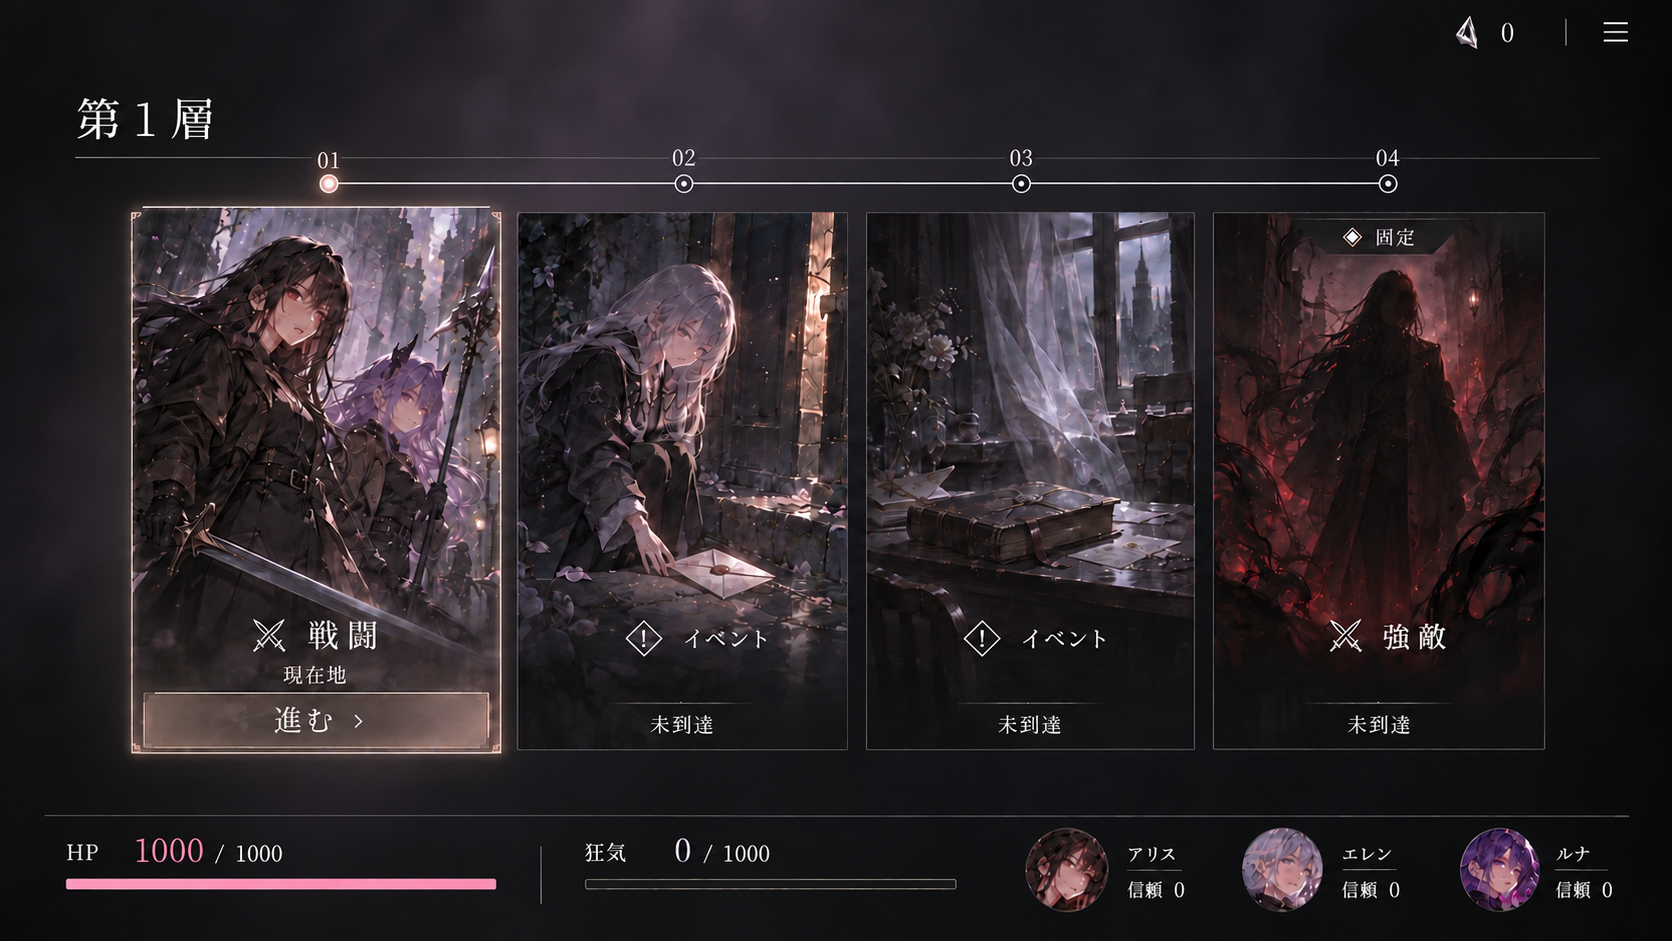 0
第1層
01
02
03
04
固定
戦闘
現在地
進む
イベント
未到達
イベント
未到達
強敵
未到達
HP 1000 / 1000
狂気 0 / 1000
アリス
信頼 0
エレン
信頼 0
ルナ
信頼 0